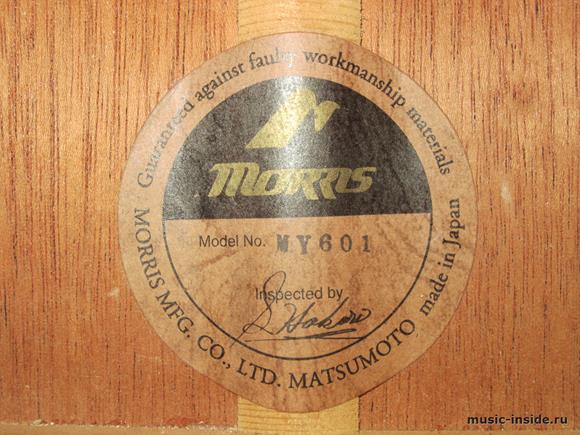 Guaranteed against faulty workmanship materials
MORRIS
Model No. MY601
Inspected by
MORRIS MFG. CO., LTD. MATSUMOTO made in Japan
music-inside.ru